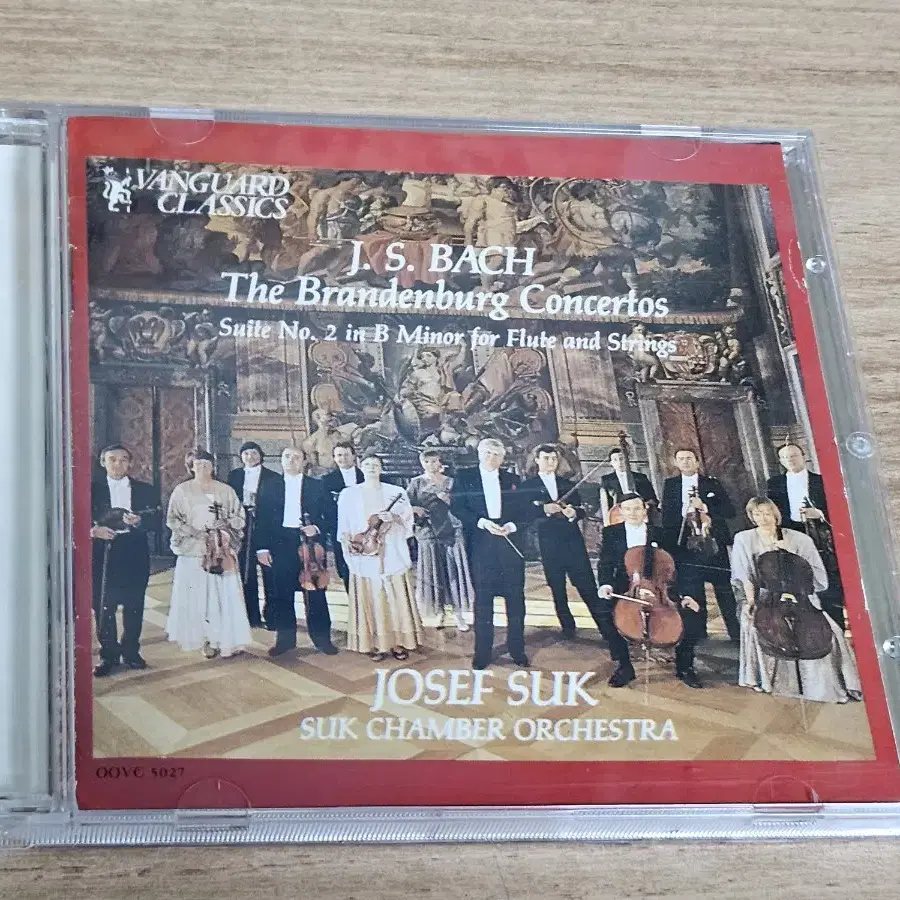 VANGUARD
CLASSICS
J. S. BACH
The Brandenburg Concertos
Suite No. 2 in B Minor for Flute and Strings
JOSEF SUK
SUK CHAMBER ORCHESTRA
OOVC 5027